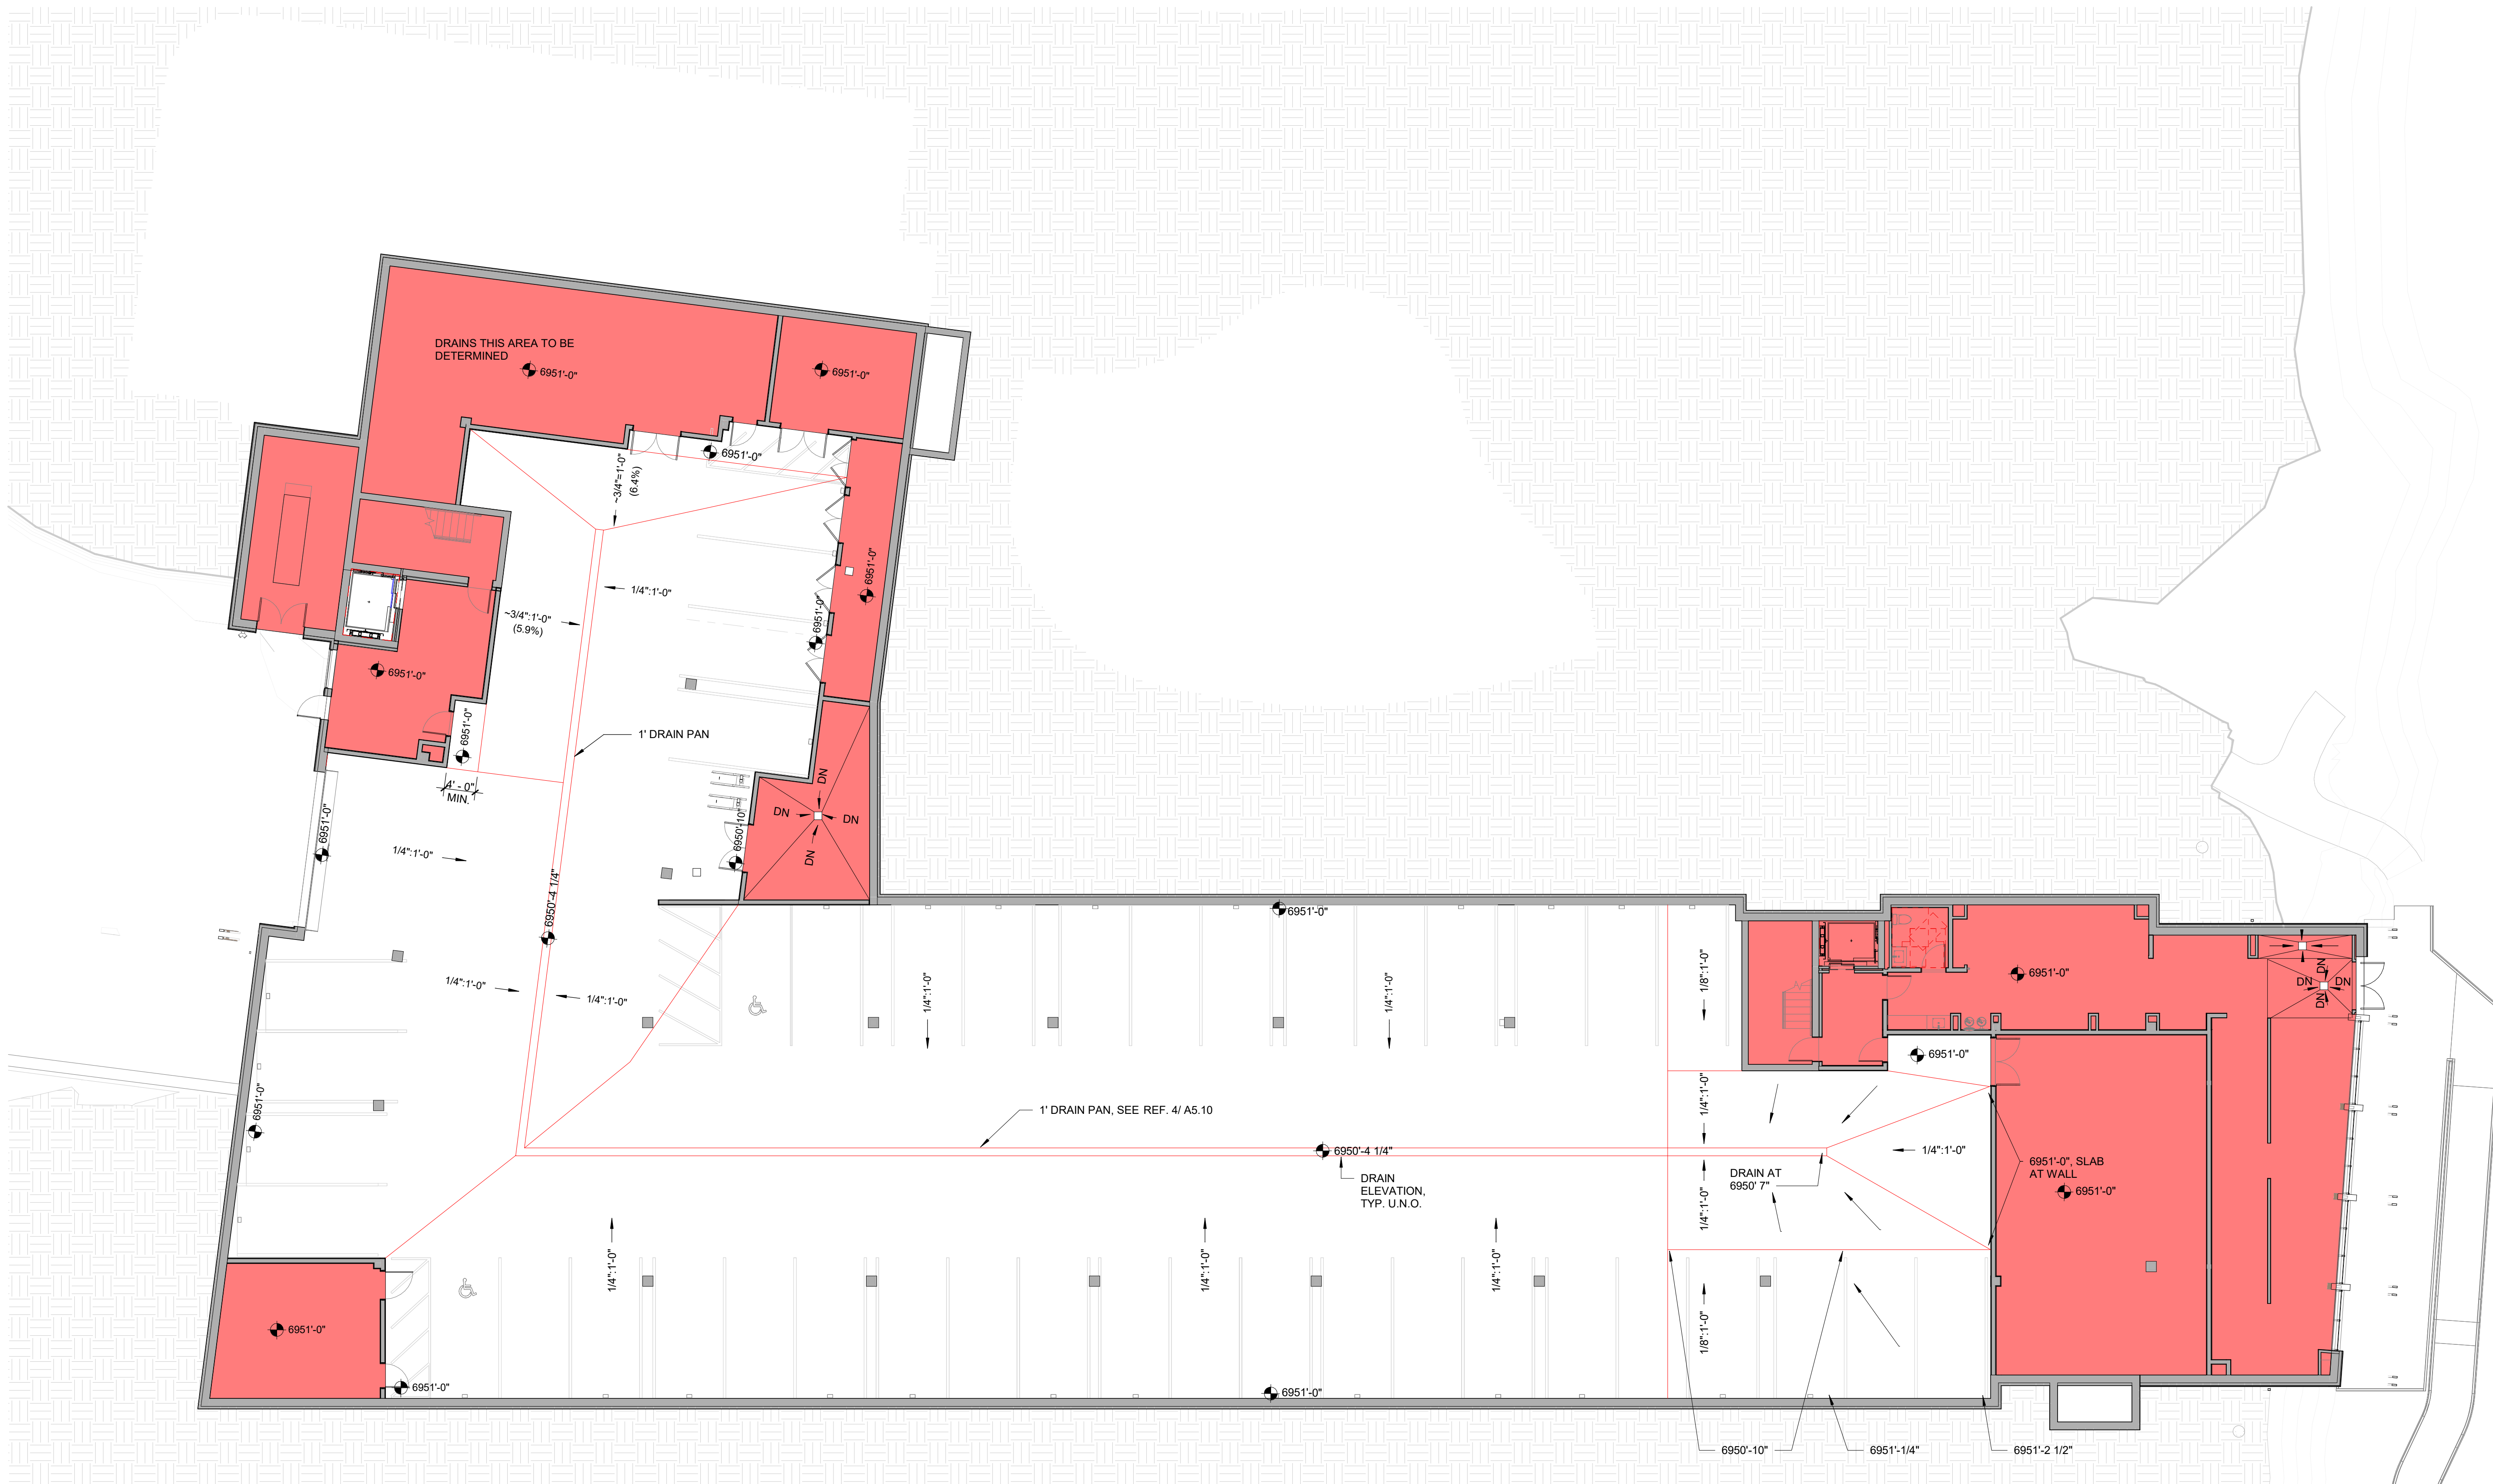 DRAINS THIS AREA TO BE
DETERMINED
6951'-0"
6951'-0"
6951'-0"
~3/4"=1'-0"
(6.4%)
6951'-0"
1/4":1'-0"
~3/4":1'-0"
(5.9%)
6951'-0"
6951'-0"
6951'-0"
1' DRAIN PAN
4' - 0"
MIN.
DN
DN
DN
DN
6951'-0"
6950'-10"
1/4":1'-0"
6950'-4 1/4"
6951'-0"
1/4":1'-0"
1/4":1'-0"
1/4":1'-0"
1/4":1'-0"
1/8":1'-0"
6951'-0"
DN
DN
DN
DN
6951'-0"
6951'-0"
1/4":1'-0"
1' DRAIN PAN, SEE REF. 4/ A5.10
6950'-4 1/4"
1/4":1'-0"
DRAIN
ELEVATION,
TYP. U.N.O.
DRAIN AT
6950' 7"
6951'-0", SLAB
AT WALL
6951'-0"
1/4":1'-0"
1/4":1'-0"
1/4":1'-0"
1/4":1'-0"
1/8":1'-0"
6951'-0"
6951'-0"
6951'-0"
6950'-10"
6951'-1/4"
6951'-2 1/2"